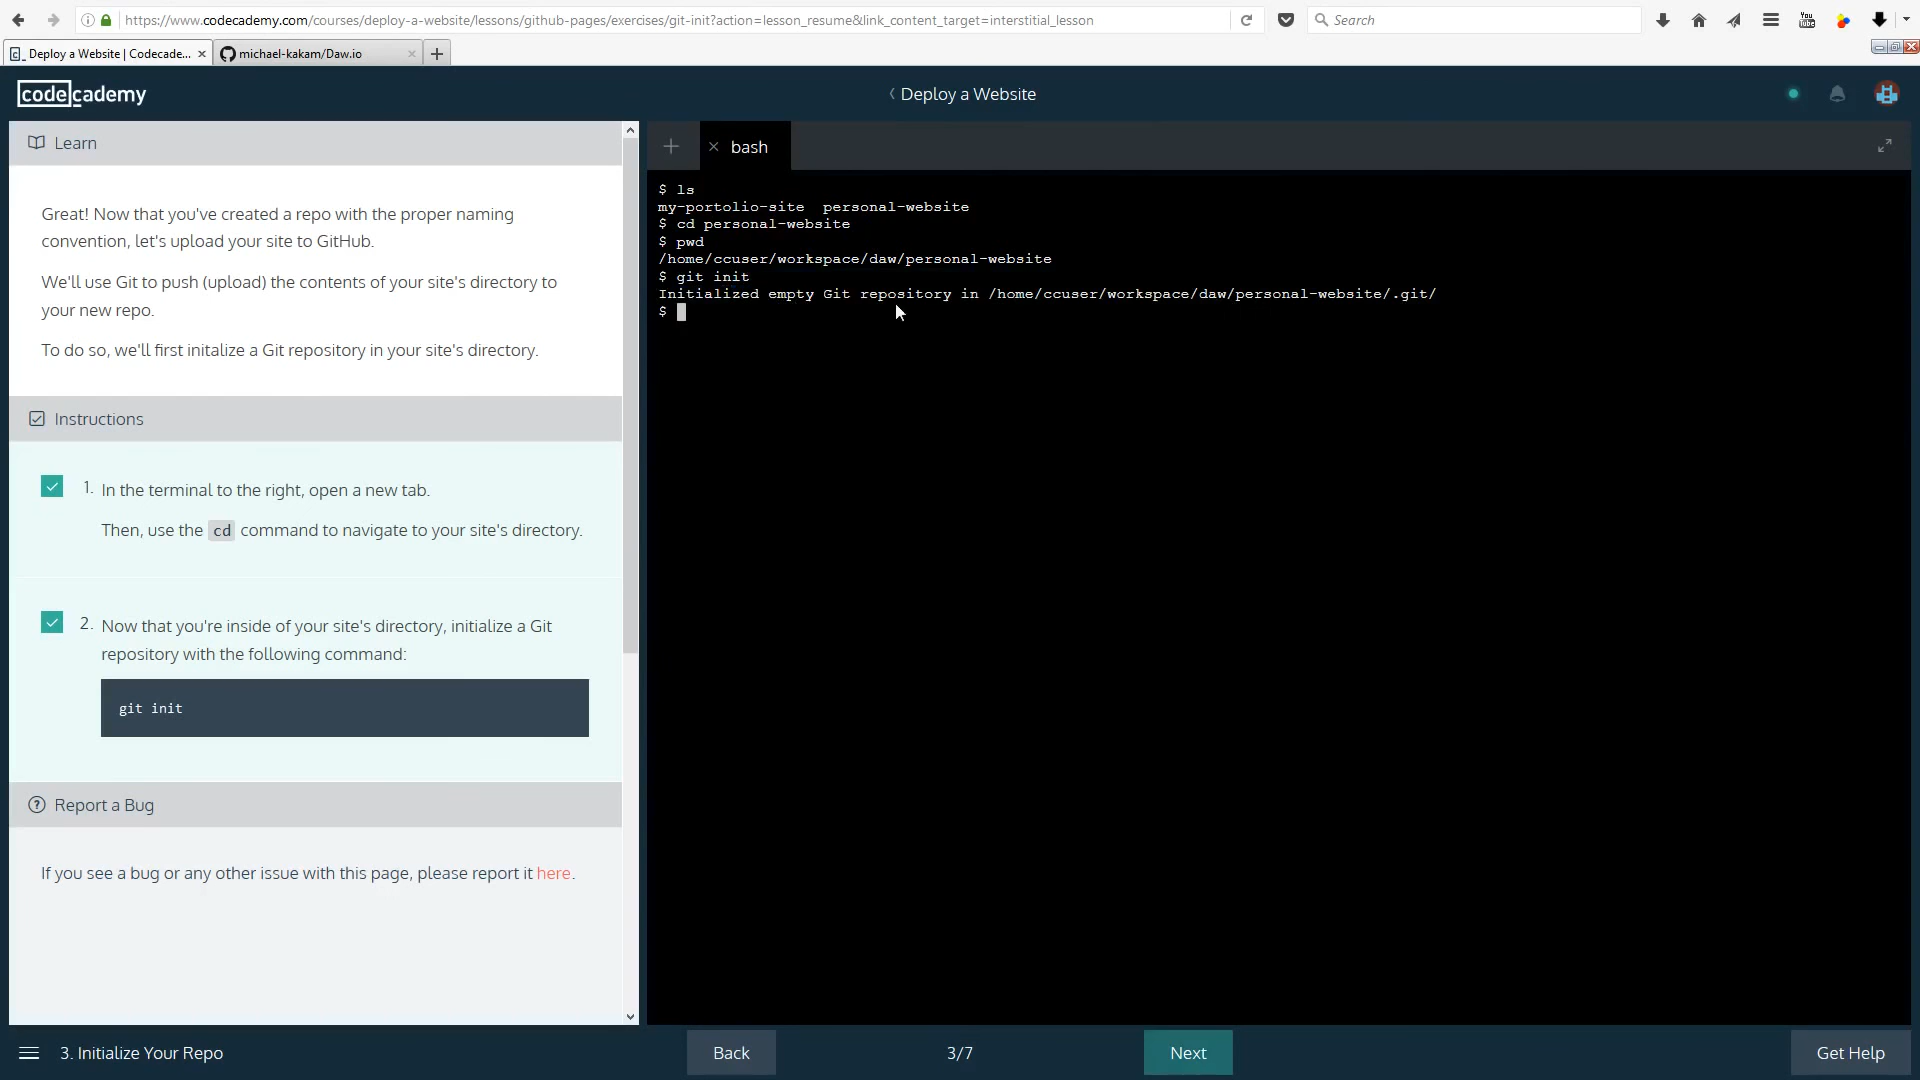 https://www.codecademy.com/courses/deploy-a-website/lessons/github-pages/exercises/git-init?action=lesson_resume&link_content_target=interstitial_lesson
Search
Deploy a Website | Codecade...
michael-kakam/Daw.io
codecademy
Deploy a Website
Learn
bash
Great! Now that you've created a repo with the proper naming
convention, let's upload your site to GitHub.
We'll use Git to push (upload) the contents of your site's directory to
your new repo.
To do so, we'll first initalize a Git repository in your site's directory.
Instructions
1. In the terminal to the right, open a new tab.
Then, use the cd command to navigate to your site's directory.
2. Now that you're inside of your site's directory, initialize a Git
repository with the following command:
git init
Report a Bug
If you see a bug or any other issue with this page, please report it here.
$ ls
my-portolio-site personal-website
$ cd personal-website
$ pwd
/home/ccuser/workspace/daw/personal-website
$ git init
Initialized empty Git repository in /home/ccuser/workspace/daw/personal-website/.git/
$
3. Initialize Your Repo
Back
3/7
Next
Get Help